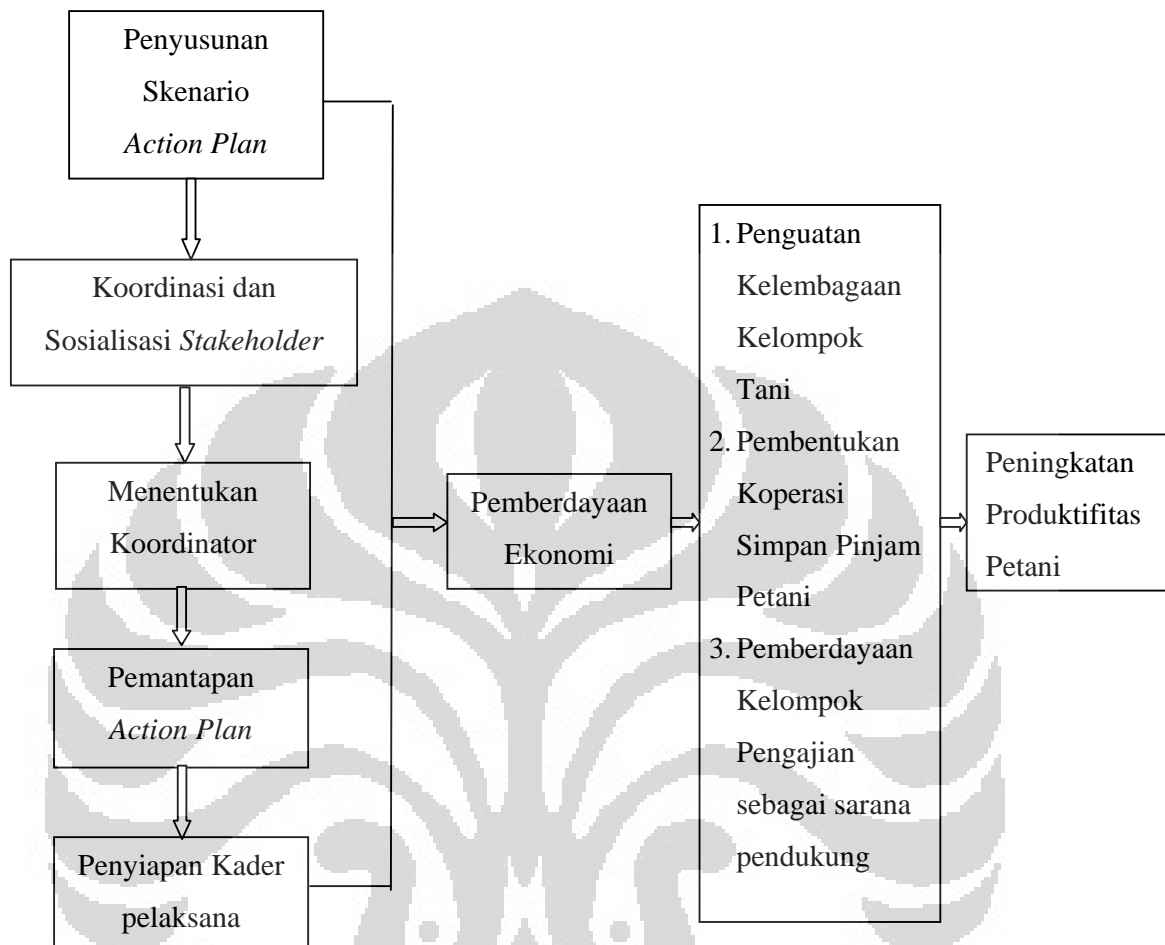 Penyusunan
Skenario
Action Plan
Koordinasi dan
Sosialisasi Stakeholder
Menentukan
Koordinator
Pemantapan
Action Plan
Penyiapan Kader
pelaksana
Pemberdayaan
Ekonomi
1. Penguatan
Kelembagaan
Kelompok
Tani
2. Pembentukan
Koperasi
Simpan Pinjam
Petani
3. Pemberdayaan
Kelompok
Pengajian
sebagai sarana
pendukung
Peningkatan
Produktifitas
Petani